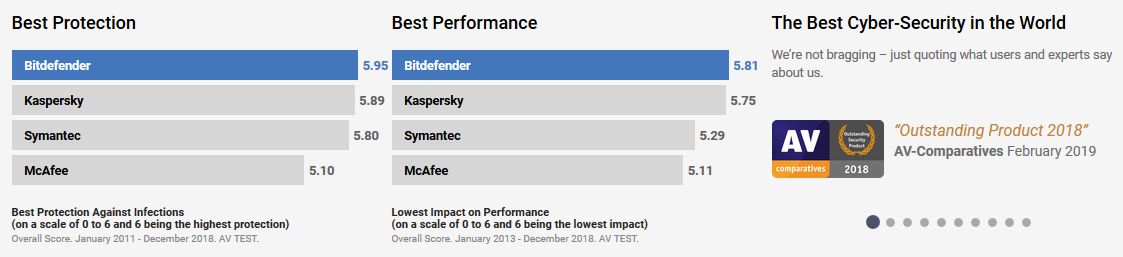 Best Protection
Bitdefender 5.95
Kaspersky 5.89
Symantec 5.80
McAfee 5.10
Best Protection Against Infections
(on a scale of 0 to 6 and 6 being the highest protection)
Overall Score. January 2011 - December 2018. AV TEST.
Best Performance
Bitdefender 5.81
Kaspersky 5.75
Symantec 5.29
McAfee 5.11
Lowest Impact on Performance
(on a scale of 0 to 6 and 6 being the lowest impact)
Overall Score. January 2013 - December 2018. AV TEST.
The Best Cyber-Security in the World
We’re not bragging – just quoting what users and experts say
about us.
AV
comparatives
Outstanding
Security
Product
2018
“Outstanding Product 2018”
AV-Comparatives February 2019